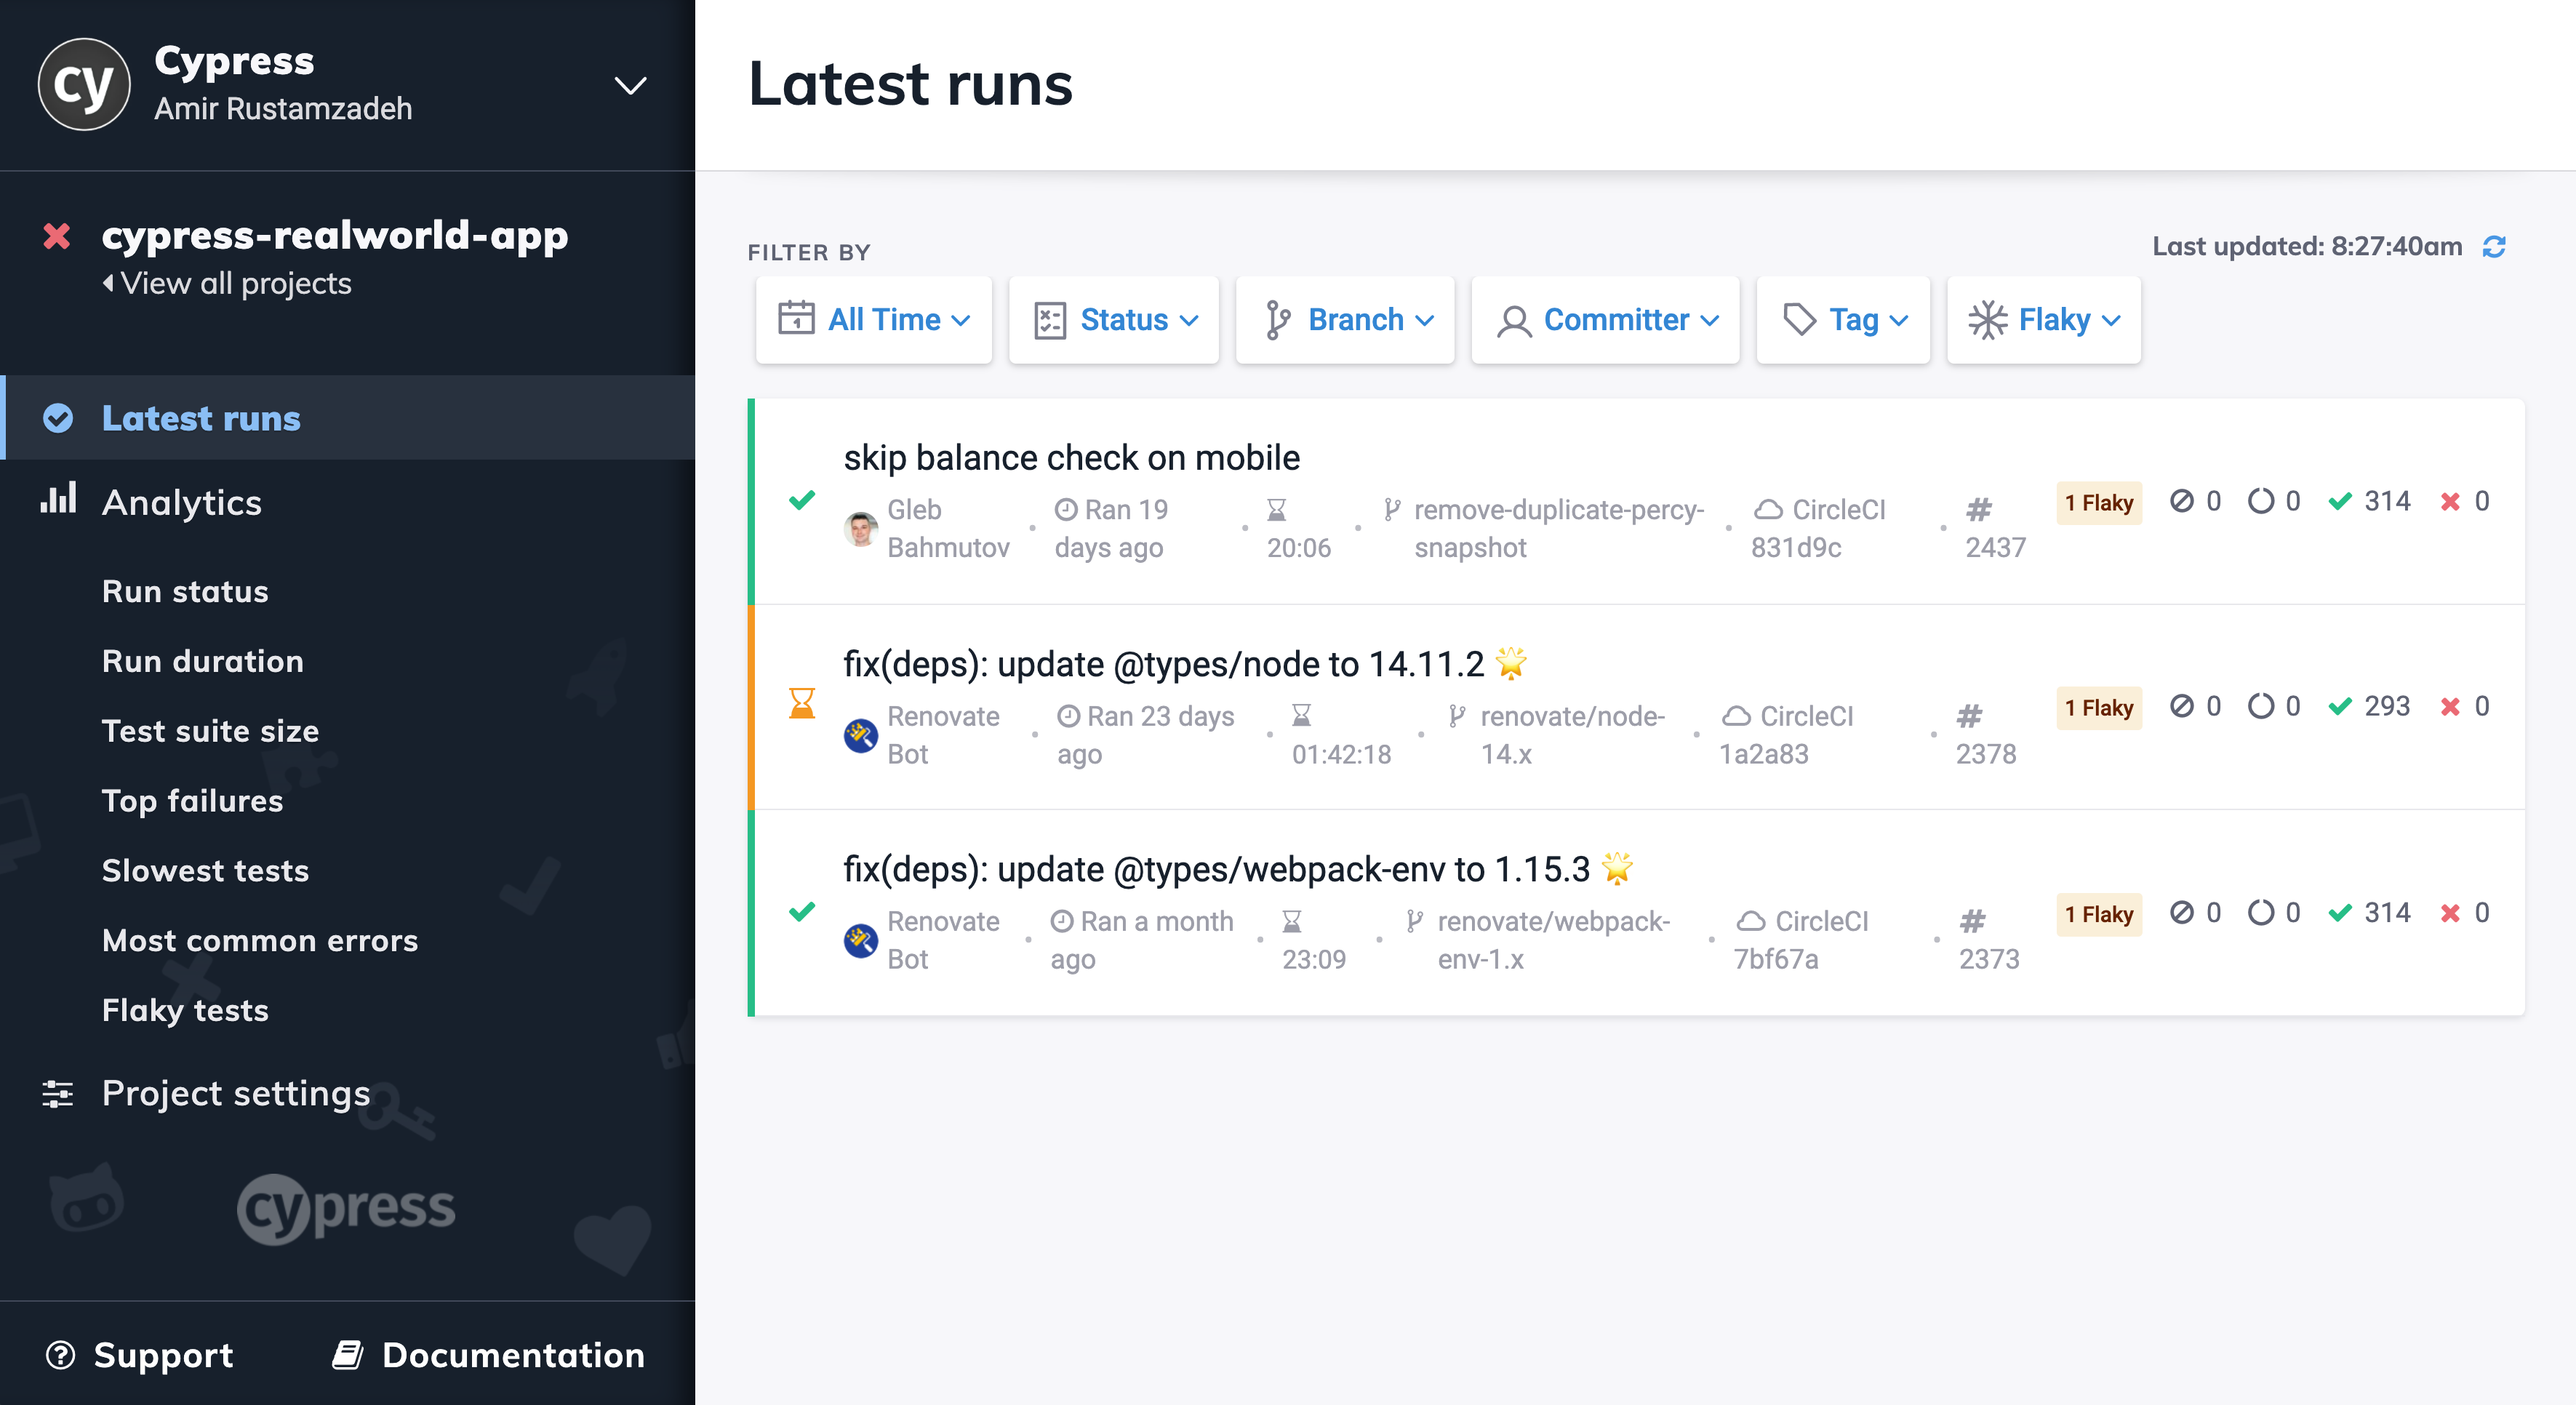 cy
Cypress
Amir Rustamzadeh
cypress-realworld-app
View all projects
Latest runs
Analytics
Run status
Run duration
Test suite size
Top failures
Slowest tests
Most common errors
Flaky tests
Project settings
cypress
Support
Documentation
Latest runs
FILTER BY
Last updated: 8:27:40am
1 All Time
Status
Branch
Committer
Tag
Flaky
skip balance check on mobile
Gleb
Bahmutov
Ran 19
days ago
20:06
remove-duplicate-percy-
snapshot
CircleCI
831d9c
#
2437
1 Flaky
0
0
314
0
fix(deps): update @types/node to 14.11.2 🌟
Renovate
Bot
Ran 23 days
ago
01:42:18
renovate/node-
14.x
CircleCI
1a2a83
#
2378
1 Flaky
0
0
293
0
fix(deps): update @types/webpack-env to 1.15.3 🌟
Renovate
Bot
Ran a month
ago
23:09
renovate/webpack-
env-1.x
CircleCI
7bf67a
#
2373
1 Flaky
0
0
314
0